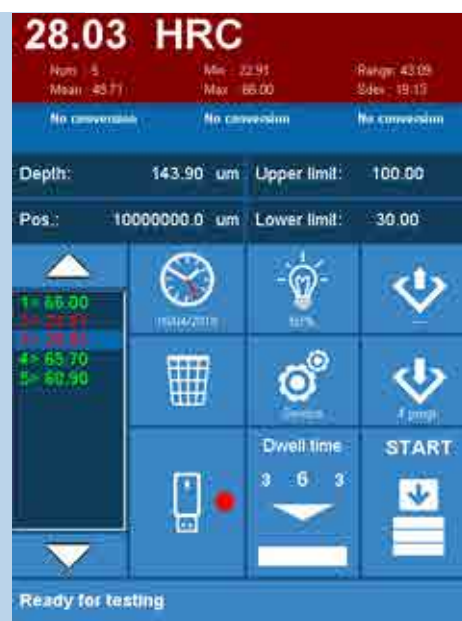 28.03 HRC
Num: 5 Min: 22.91 Range: 43.09
Mean: 48.71 Max: 66.00 Sdev: 19.13
No conversion No conversion No conversion
Depth: 143.90 um Upper limit: 100.00
Pos.: 10000000.0 um Lower limit: 30.00
1> 66.00
4> 65.70
5> 60.90
Device
Dwell time
3 6 3
START
Ready for testing